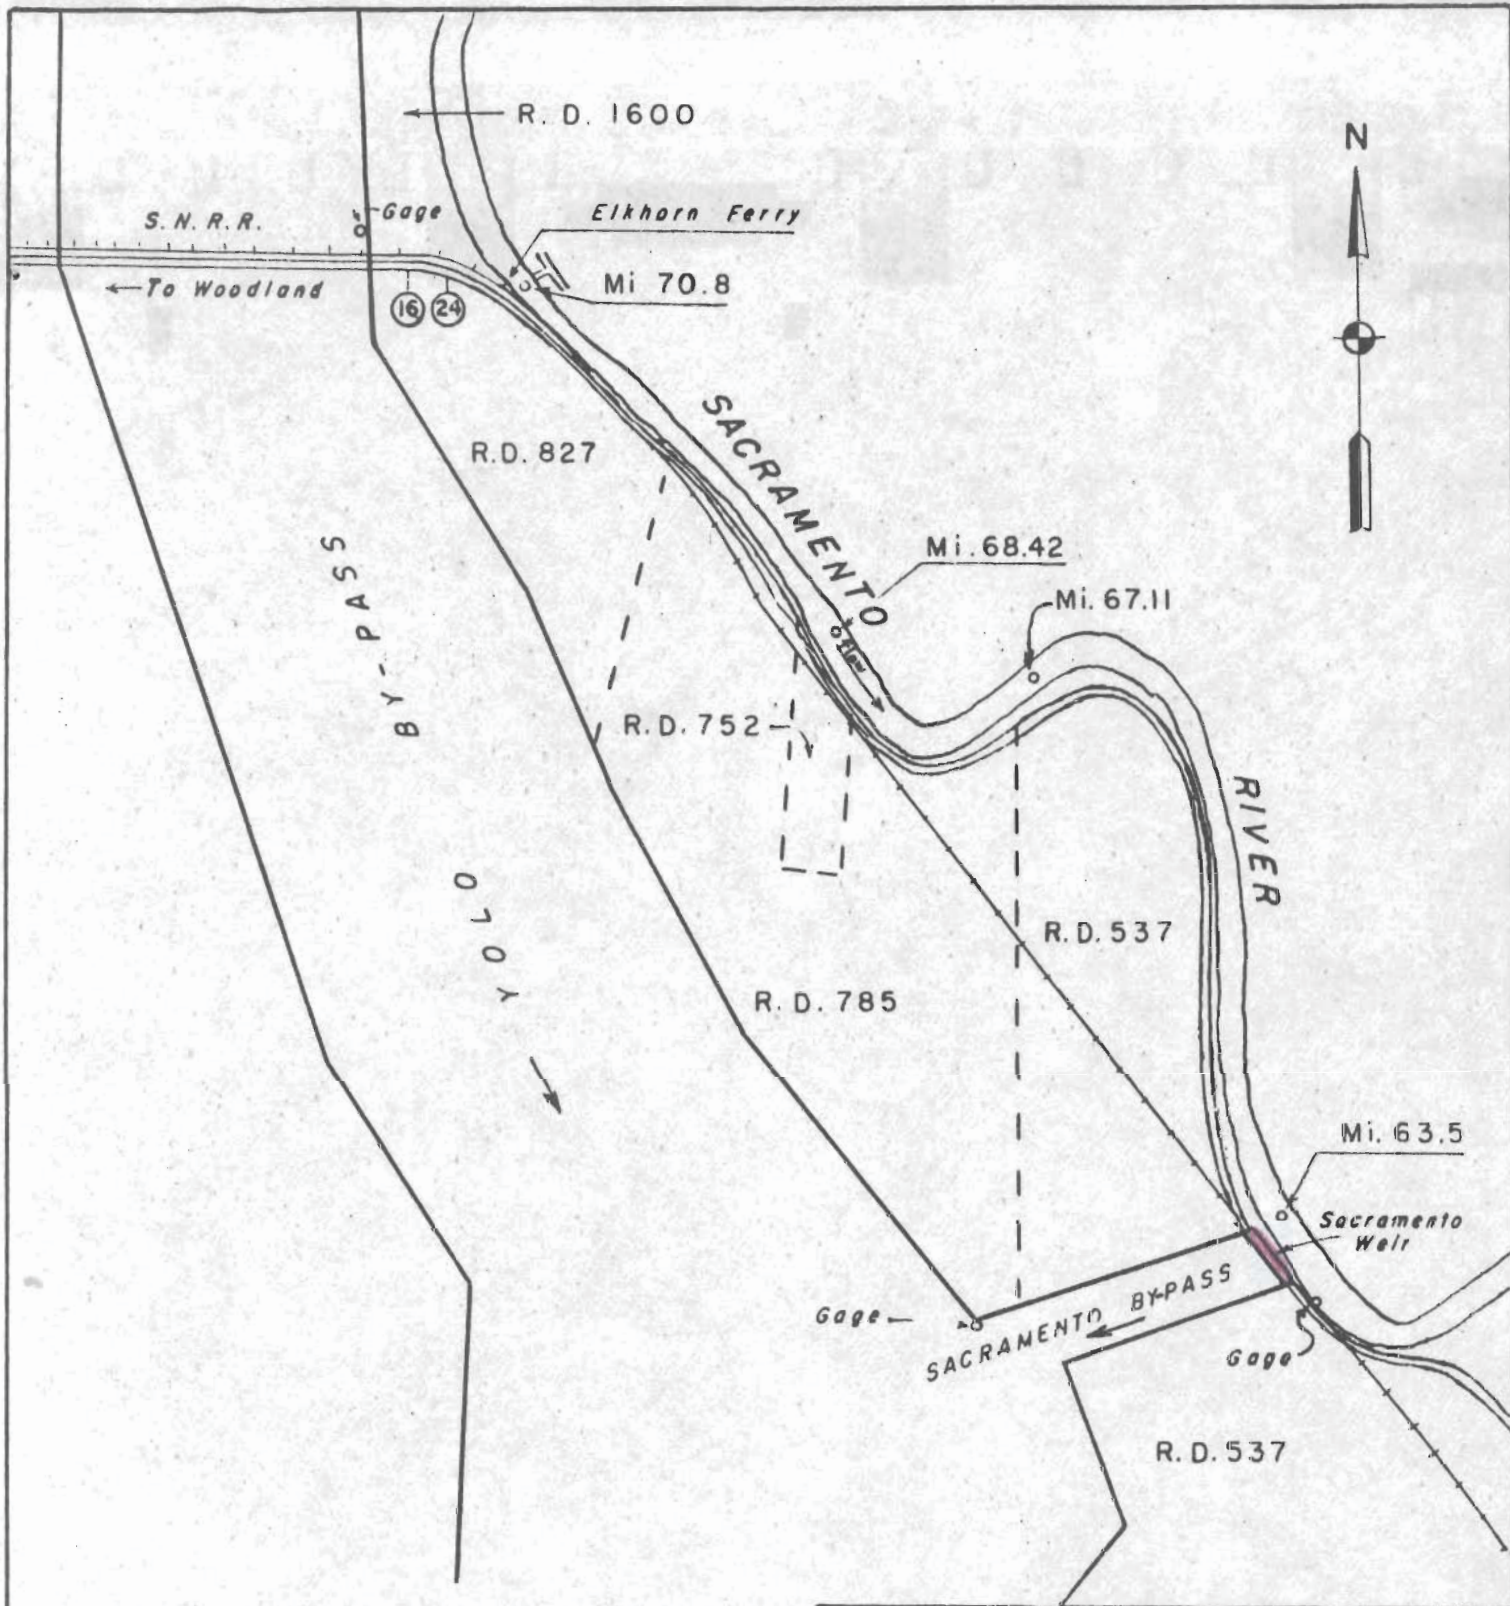 R. D. 1600
N
S. N. R. R.
Gage
Elkhorn Ferry
←To Woodland
Mi 70.8
16 24
SACRAMENTO
R.D. 827
Mi. 68.42
Mi. 67.11
flow
R.D. 752
RIVER
YOLO BY-PASS
R.D. 537
R.D. 785
Mi. 63.5
Sacramento
Weir
Gage
SACRAMENTO BY-PASS
Gage
R.D. 537